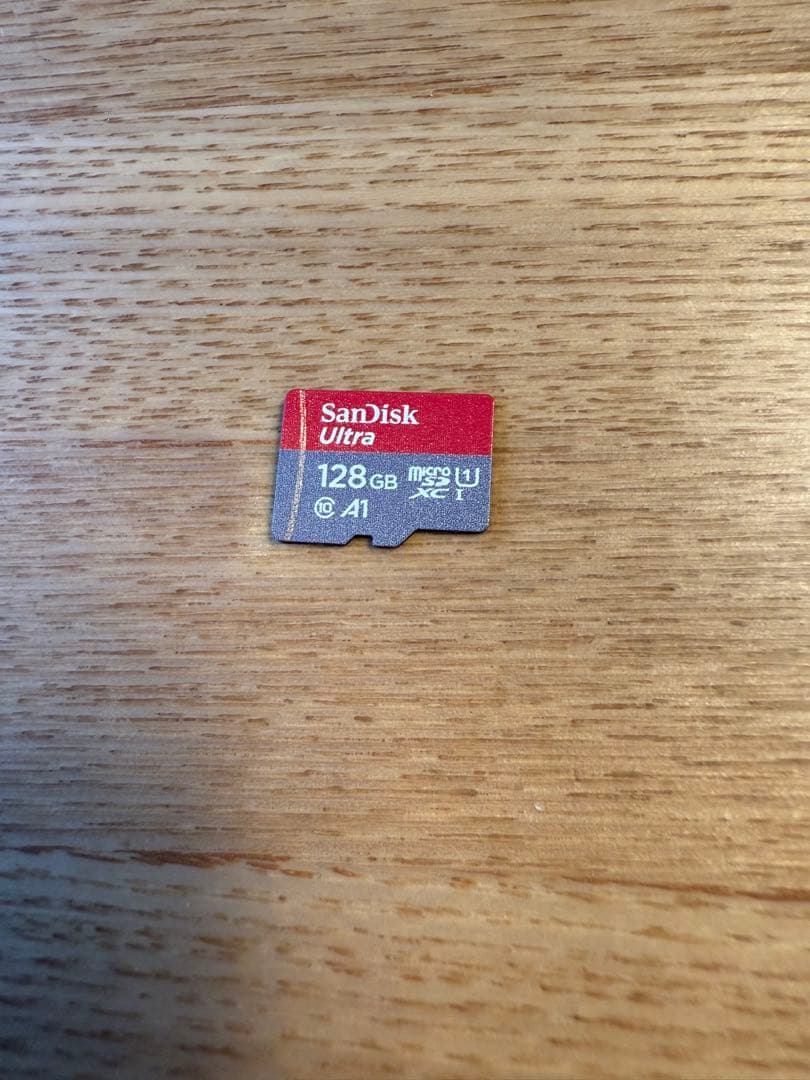 SanDisk
Ultra
128GB micro SD XC I U1
10 A1